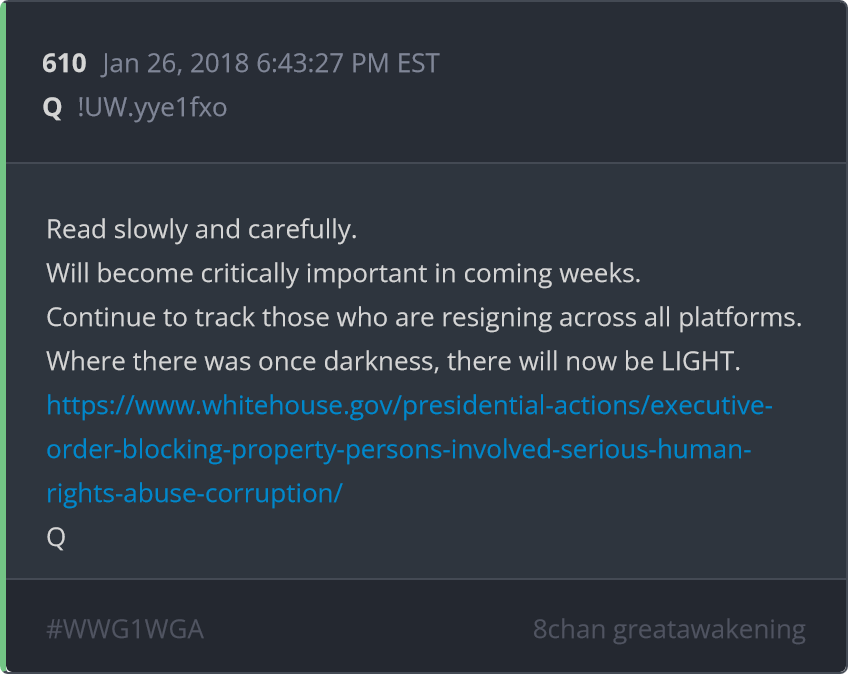 610 Jan 26, 2018 6:43:27 PM EST
Q !UW.yye1fxo
Read slowly and carefully.
Will become critically important in coming weeks.
Continue to track those who are resigning across all platforms.
Where there was once darkness, there will now be LIGHT.
https://www.whitehouse.gov/presidential-actions/executive-
order-blocking-property-persons-involved-serious-human-
rights-abuse-corruption/
Q
#WWG1WGA 8chan greatawakening